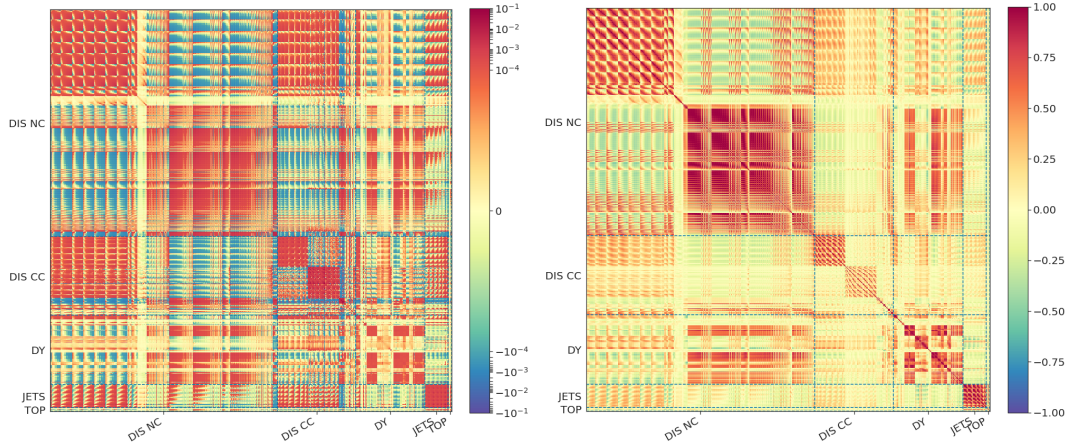 10⁻¹
10⁻²
10⁻³
10⁻⁴
0
−10⁻⁴
−10⁻³
−10⁻²
−10⁻¹
DIS NC
DIS CC
DY
JETS
TOP
DIS NC
DIS CC
DY
JETS
TOP
1.00
0.75
0.50
0.25
0.00
−0.25
−0.50
−0.75
−1.00
DIS NC
DIS CC
DY
JETS
TOP
DIS NC
DIS CC
DY
JETS
TOP